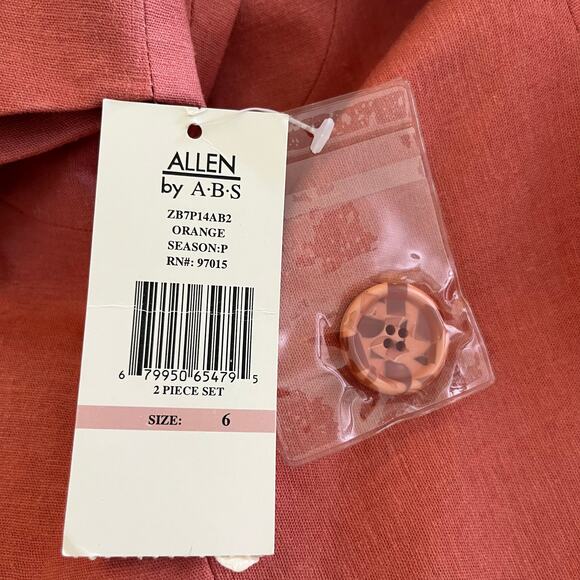 ALLEN
by A·B·S
ZB7P14AB2
ORANGE
SEASON:P
RN#: 97015
6 79950 65479 5
2 PIECE SET
SIZE: 6